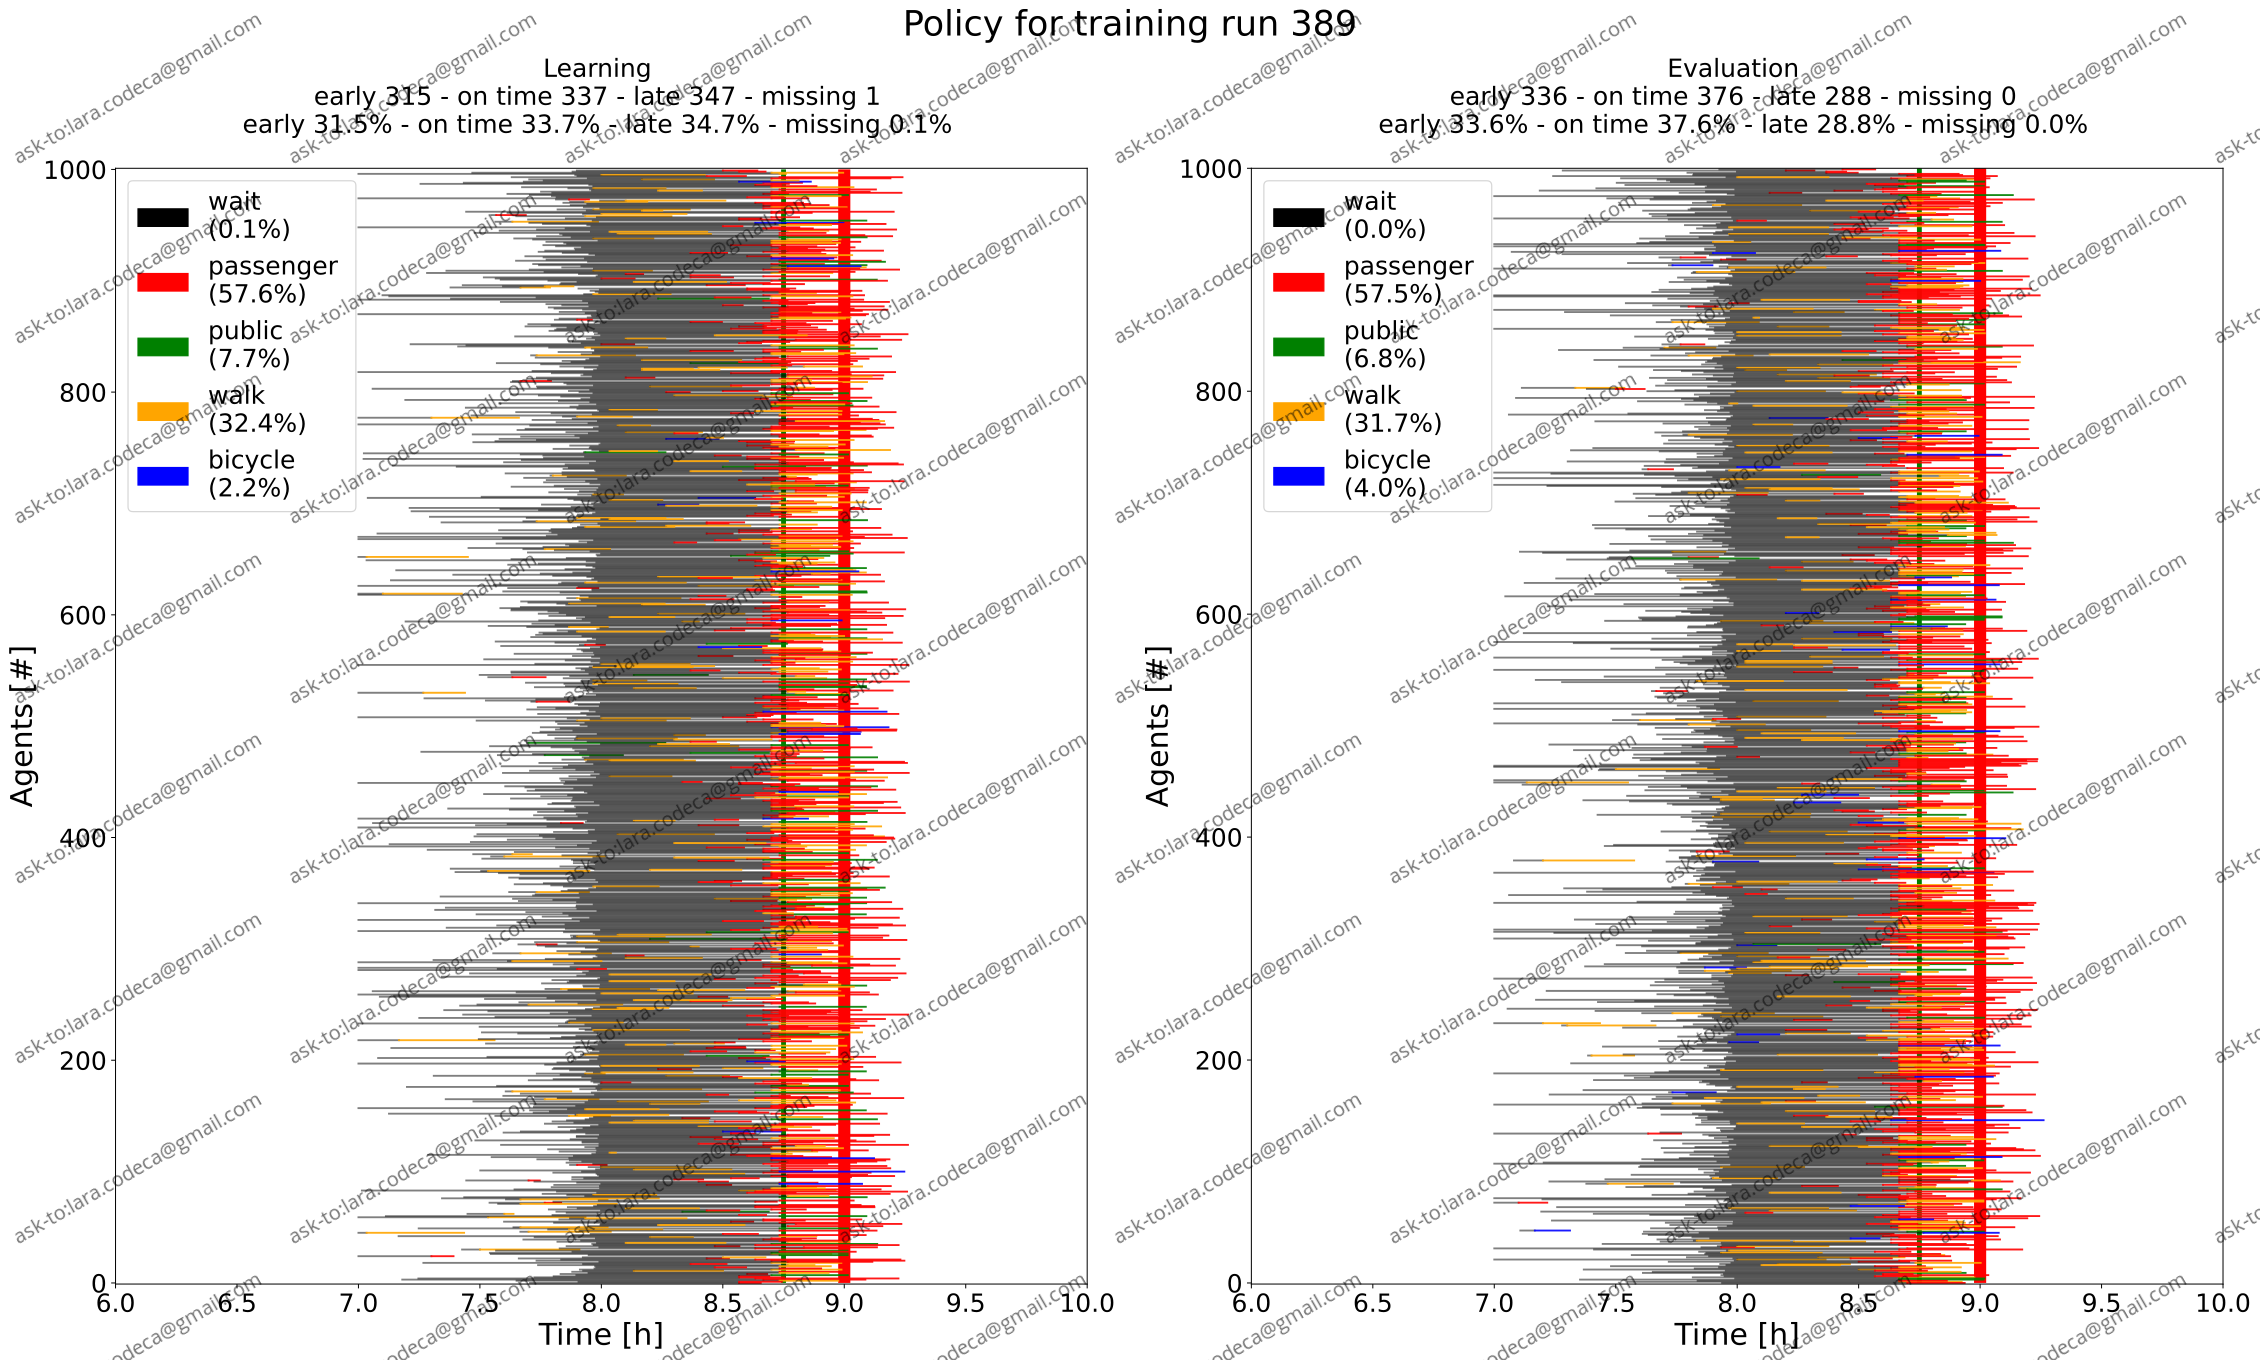 Policy for training run 389
Learning
early 315 - on time 337 - late 347 - missing 1
early 31.5% - on time 33.7% - late 34.7% - missing 0.1%
1000
800
600
400
200
0
Agents [#]
wait
(0.1%)
passenger
(57.6%)
public
(7.7%)
walk
(32.4%)
bicycle
(2.2%)
6.0 6.5 7.0 7.5 8.0 8.5 9.0 9.5 10.0
Time [h]
Evaluation
early 336 - on time 376 - late 288 - missing 0
early 33.6% - on time 37.6% - late 28.8% - missing 0.0%
1000
800
600
400
200
0
Agents [#]
wait
(0.0%)
passenger
(57.5%)
public
(6.8%)
walk
(31.7%)
bicycle
(4.0%)
6.0 6.5 7.0 7.5 8.0 8.5 9.0 9.5 10.0
Time [h]
ask-to:lara.codeca@gmail.com